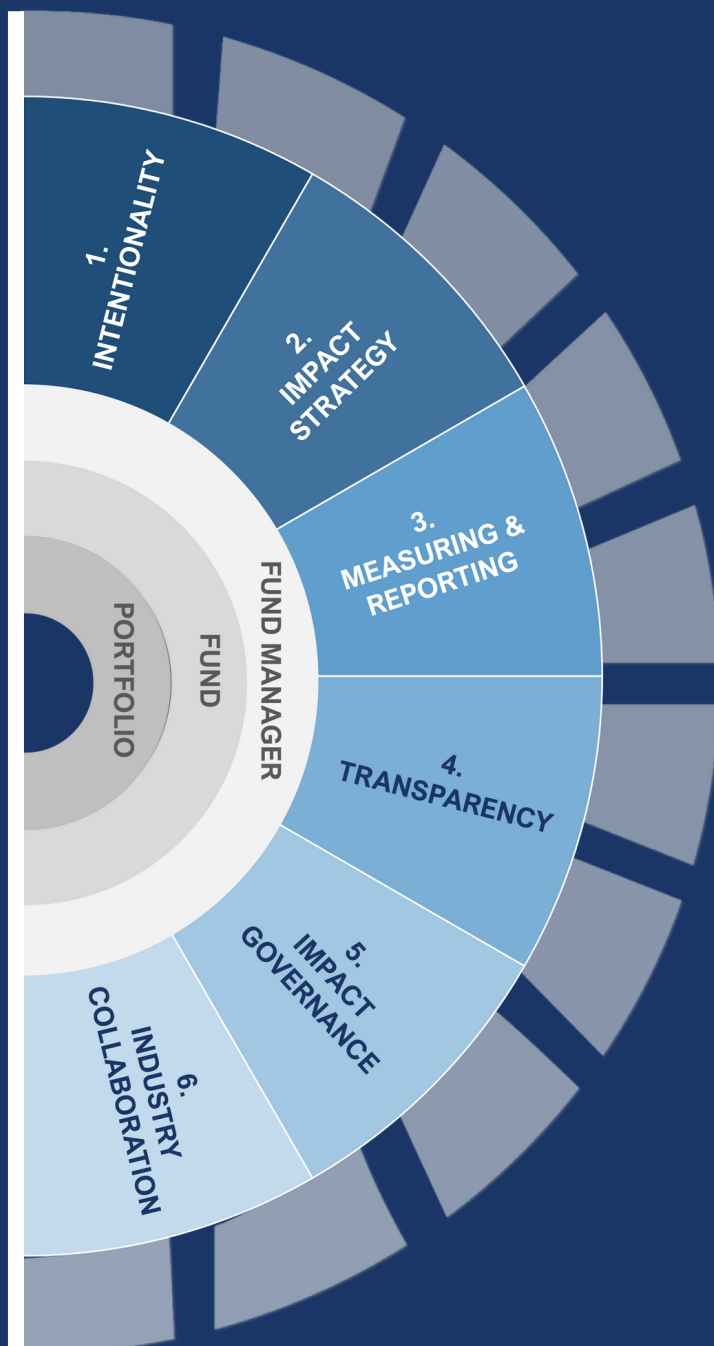 1.
INTENTIONALITY
2.
IMPACT
STRATEGY
3.
MEASURING &
REPORTING
4.
TRANSPARENCY
5.
IMPACT
GOVERNANCE
6.
INDUSTRY
COLLABORATION
FUND MANAGER
FUND
PORTFOLIO